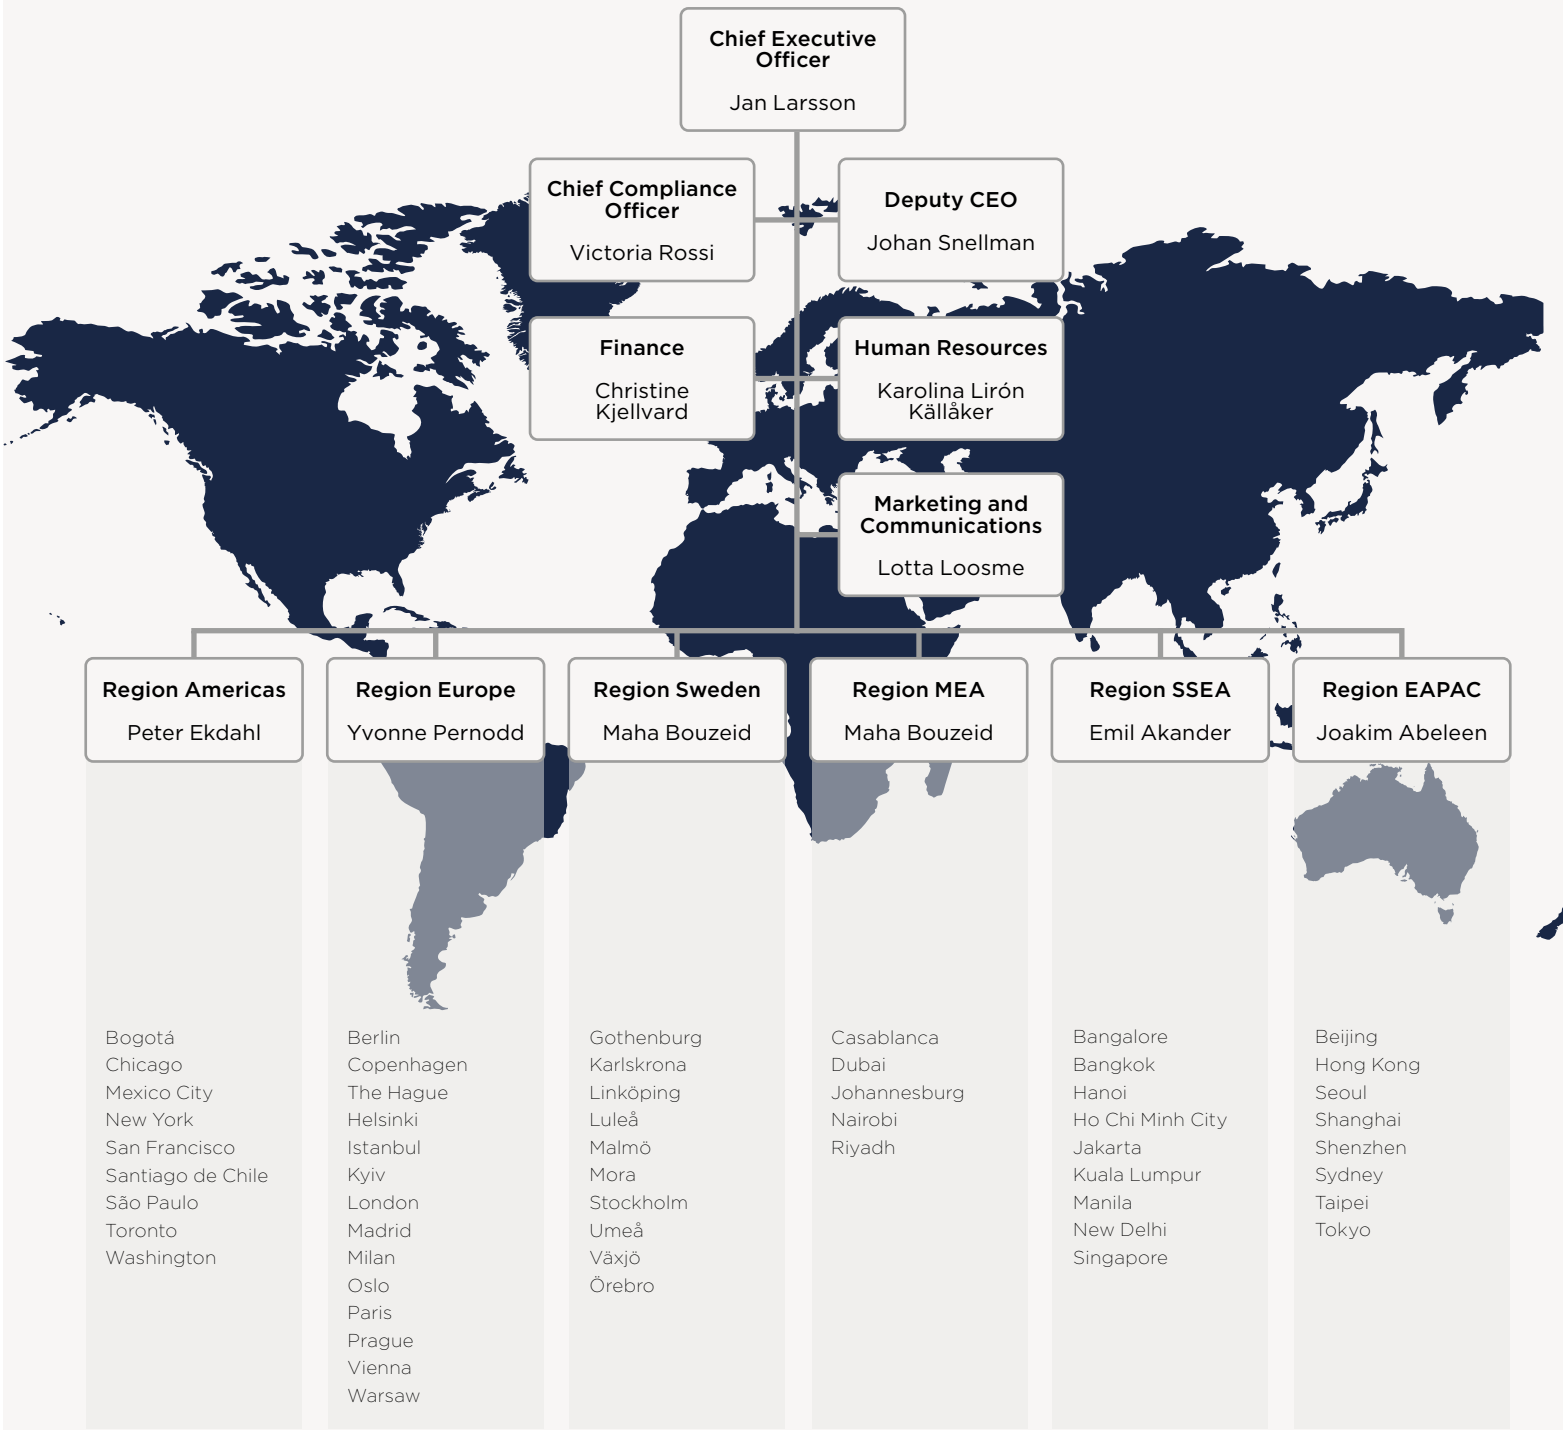 Chief Executive
Officer
Jan Larsson
Chief Compliance
Officer
Victoria Rossi
Deputy CEO
Johan Snellman
Finance
Christine
Kjellvard
Human Resources
Karolina Lirón
Källåker
Marketing and
Communications
Lotta Loosme
Region Americas
Peter Ekdahl
Region Europe
Yvonne Pernodd
Region Sweden
Maha Bouzeid
Region MEA
Maha Bouzeid
Region SSEA
Emil Akander
Region EAPAC
Joakim Abeleen
Bogotá
Chicago
Mexico City
New York
San Francisco
Santiago de Chile
São Paulo
Toronto
Washington
Berlin
Copenhagen
The Hague
Helsinki
Istanbul
Kyiv
London
Madrid
Milan
Oslo
Paris
Prague
Vienna
Warsaw
Gothenburg
Karlskrona
Linköping
Luleå
Malmö
Mora
Stockholm
Umeå
Växjö
Örebro
Casablanca
Dubai
Johannesburg
Nairobi
Riyadh
Bangalore
Bangkok
Hanoi
Ho Chi Minh City
Jakarta
Kuala Lumpur
Manila
New Delhi
Singapore
Beijing
Hong Kong
Seoul
Shanghai
Shenzhen
Sydney
Taipei
Tokyo